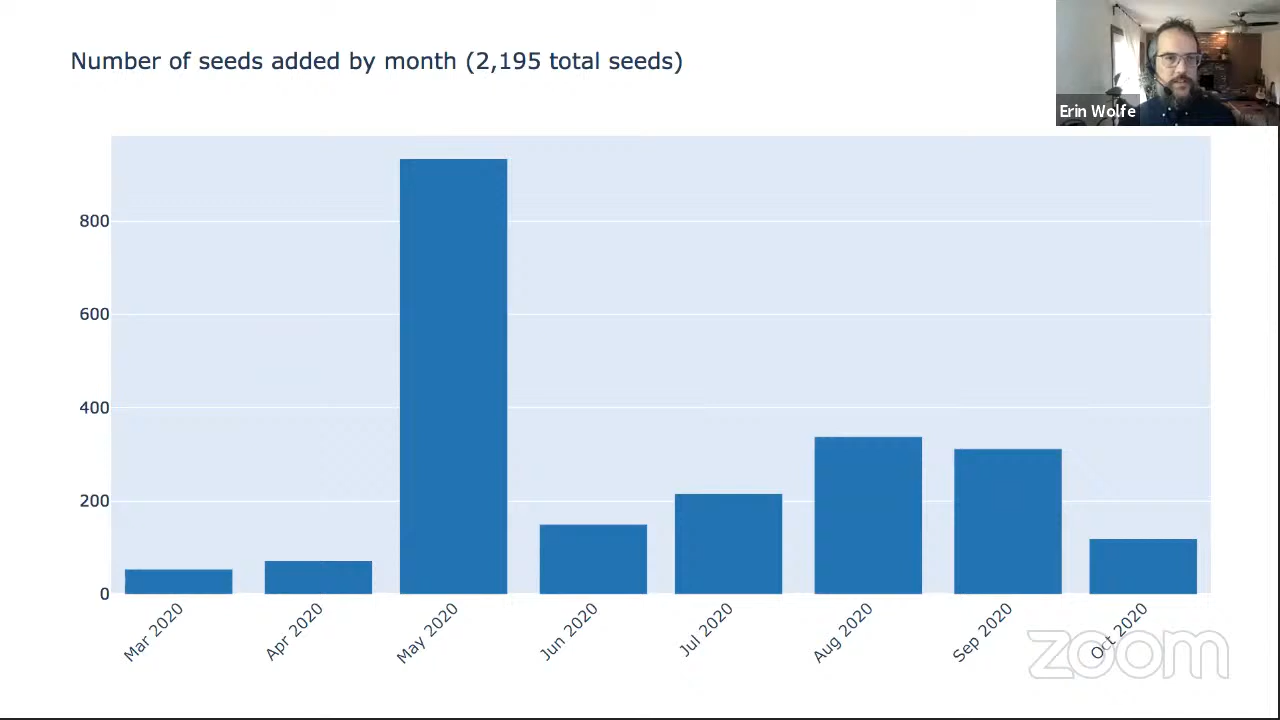 Number of seeds added by month (2,195 total seeds)
Erin Wolfe
800
600
400
200
0
Mar 2020
Apr 2020
May 2020
Jun 2020
Jul 2020
Aug 2020
Sep 2020
Oct 2020
zoom